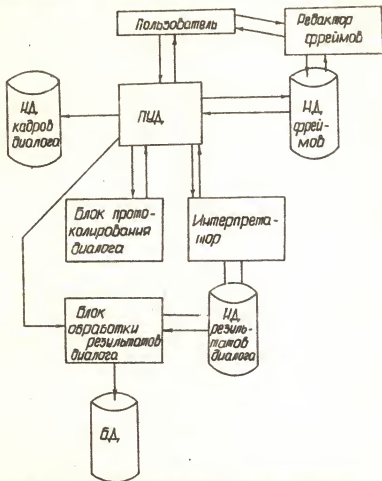 Пользователь
Редактор
фреймов
НД
кадров
диалога
ПУД
НД
фрей-
мов
Блок прото-
колирования
диалога
Интерпрета-
тор
Блок
обработки
результатов
диалога
НД
резуль-
татов
диалога
БД